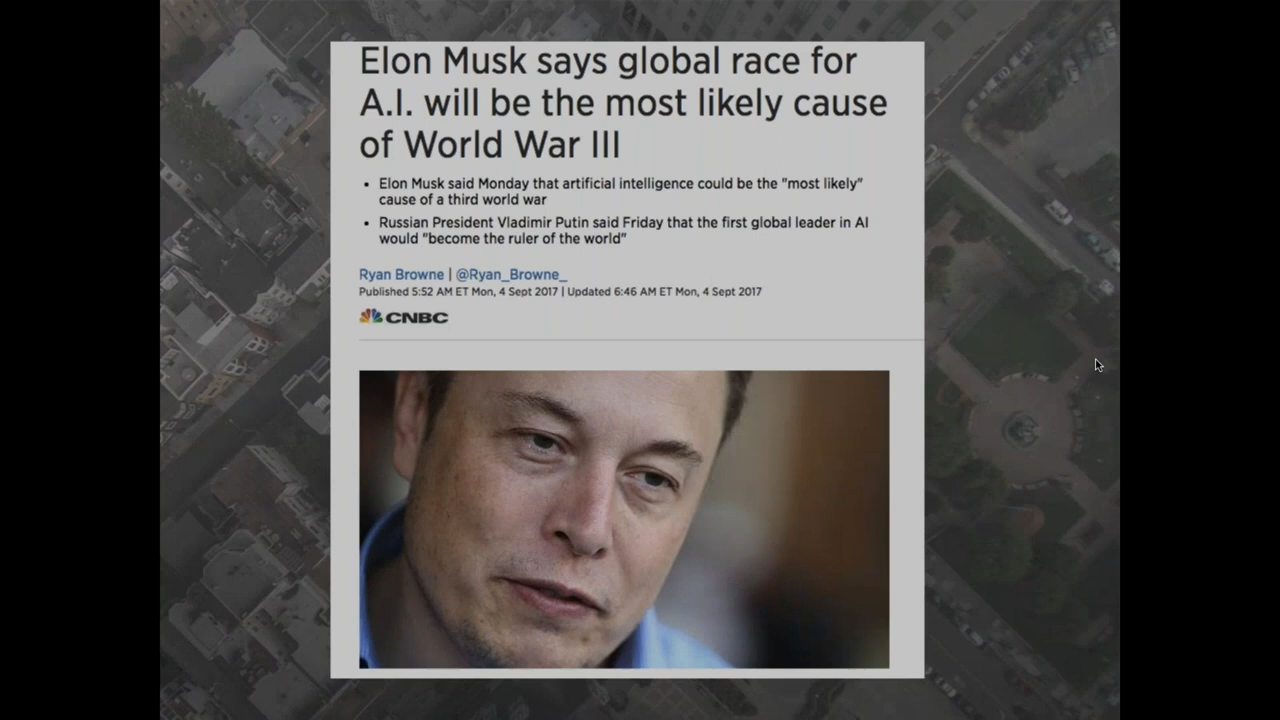 Elon Musk says global race for
A.I. will be the most likely cause
of World War III
• Elon Musk said Monday that artificial intelligence could be the "most likely"
cause of a third world war
• Russian President Vladimir Putin said Friday that the first global leader in AI
would "become the ruler of the world"
Ryan Browne | @Ryan_Browne_
Published 5:52 AM ET Mon, 4 Sept 2017 | Updated 6:46 AM ET Mon, 4 Sept 2017
CNBC